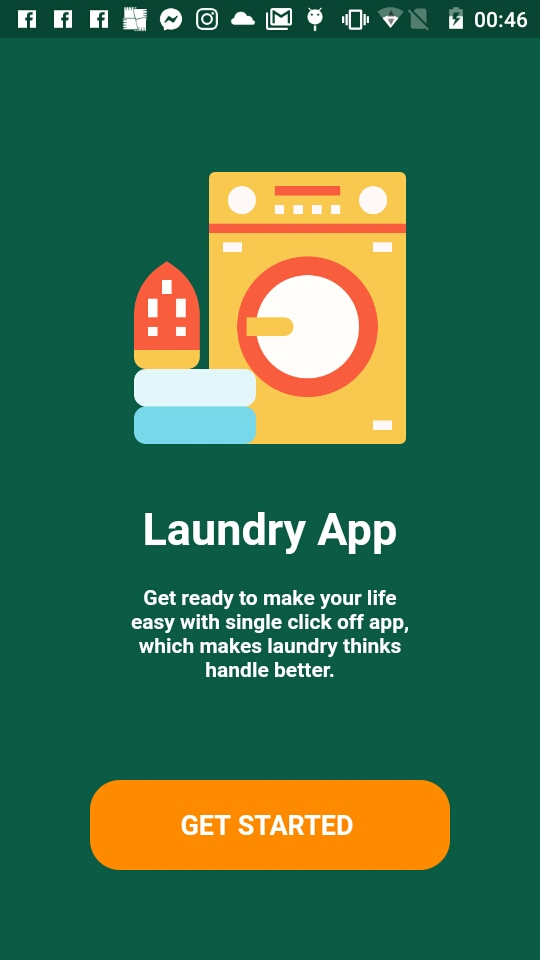 00:46
Laundry App
Get ready to make your life
easy with single click off app,
which makes laundry thinks
handle better.
GET STARTED